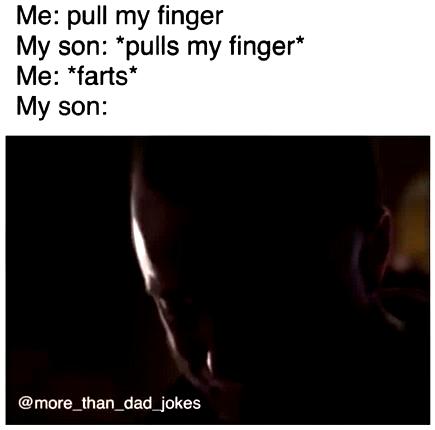 Me: pull my finger
My son: *pulls my finger*
Me: *farts*
My son:
@more_than_dad_jokes